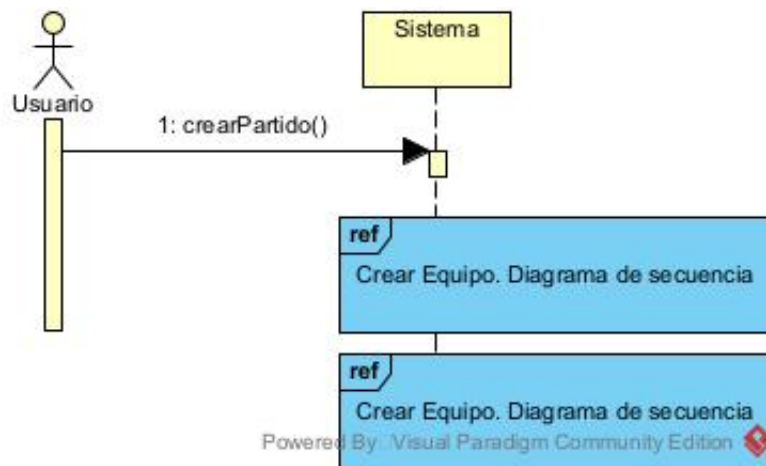 Sistema
Usuario
1: crearPartido()
ref
Crear Equipo. Diagrama de secuencia
ref
Crear Equipo. Diagrama de secuencia
Powered By Visual Paradigm Community Edition